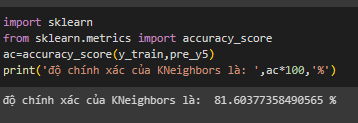 import sklearn
from sklearn.metrics import accuracy_score
ac=accuracy_score(y_train,pre_y5)
print('độ chính xác của KNeighbors là: ',ac*100,'%')
độ chính xác của KNeighbors là:  81.60377358490565 %